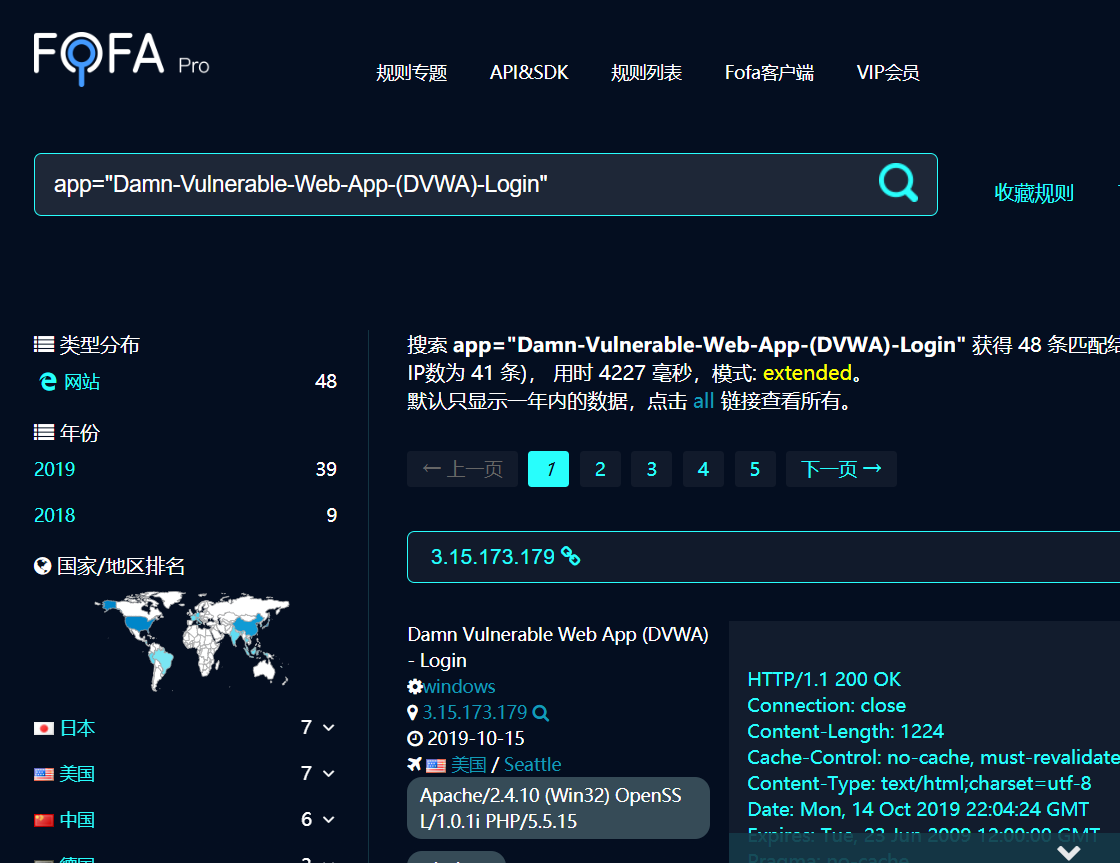 FOFA Pro
规则专题 API&SDK 规则列表 Fofa客户端 VIP会员
app="Damn-Vulnerable-Web-App-(DVWA)-Login"
收藏规则
类型分布
网站 48
年份
2019 39
2018 9
国家/地区排名
日本 7
美国 7
中国 6
搜索 app="Damn-Vulnerable-Web-App-(DVWA)-Login" 获得 48 条匹配结
IP数为 41 条)， 用时 4227 毫秒，模式: extended。
默认只显示一年内的数据，点击 all 链接查看所有。
← 上一页 1 2 3 4 5 下一页 →
3.15.173.179
Damn Vulnerable Web App (DVWA)
- Login
windows
3.15.173.179
2019-10-15
美国 / Seattle
Apache/2.4.10 (Win32) OpenSS
L/1.0.1i PHP/5.5.15
HTTP/1.1 200 OK
Connection: close
Content-Length: 1224
Cache-Control: no-cache, must-revalidate
Content-Type: text/html;charset=utf-8
Date: Mon, 14 Oct 2019 22:04:24 GMT
Expires: Tue, 23 Jun 2009 12:00:00 GMT
Pragma: no-cache